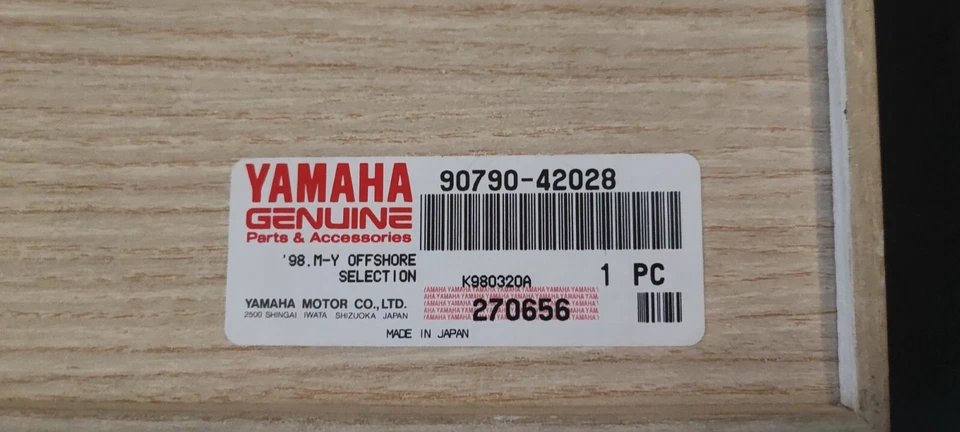 YAMAHA
GENUINE
Parts & Accessories
90790-42028
'98.M-Y OFFSHORE
SELECTION
K980320A
1 PC
YAMAHA MOTOR CO.,LTD.
2500 SHINGAI IWATA SHIZUOKA JAPAN
270656
MADE IN JAPAN